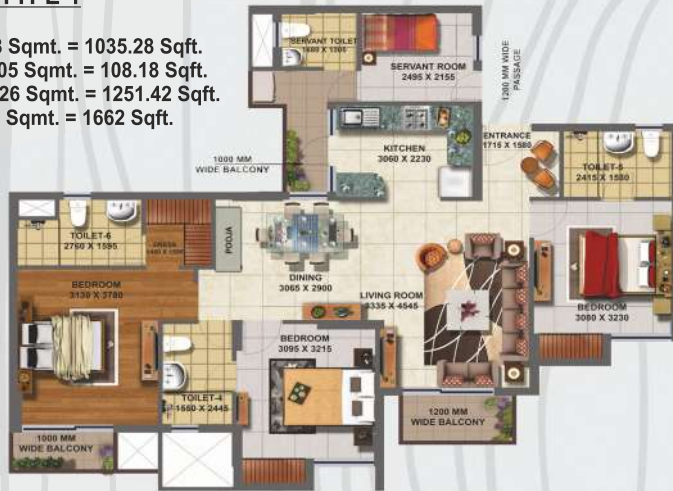 3 Sqmt. = 1035.28 Sqft.
05 Sqmt. = 108.18 Sqft.
26 Sqmt. = 1251.42 Sqft.
Sqmt. = 1662 Sqft.
SERVANT TOILET
SERVANT ROOM
2495 X 2155
1200 MM WIDE
PASSAGE
KITCHEN
3060 X 2230
ENTRANCE
1715 X 1580
1000 MM
WIDE BALCONY
TOILET-5
2415 X 1580
TOILET-6
2760 X 1595
POOJA
DINING
3065 X 2900
BEDROOM
3130 X 3780
LIVING ROOM
3335 X 4545
BEDROOM
3080 X 3230
BEDROOM
3095 X 3215
TOILET-4
1550 X 2445
1200 MM
WIDE BALCONY
1000 MM
WIDE BALCONY